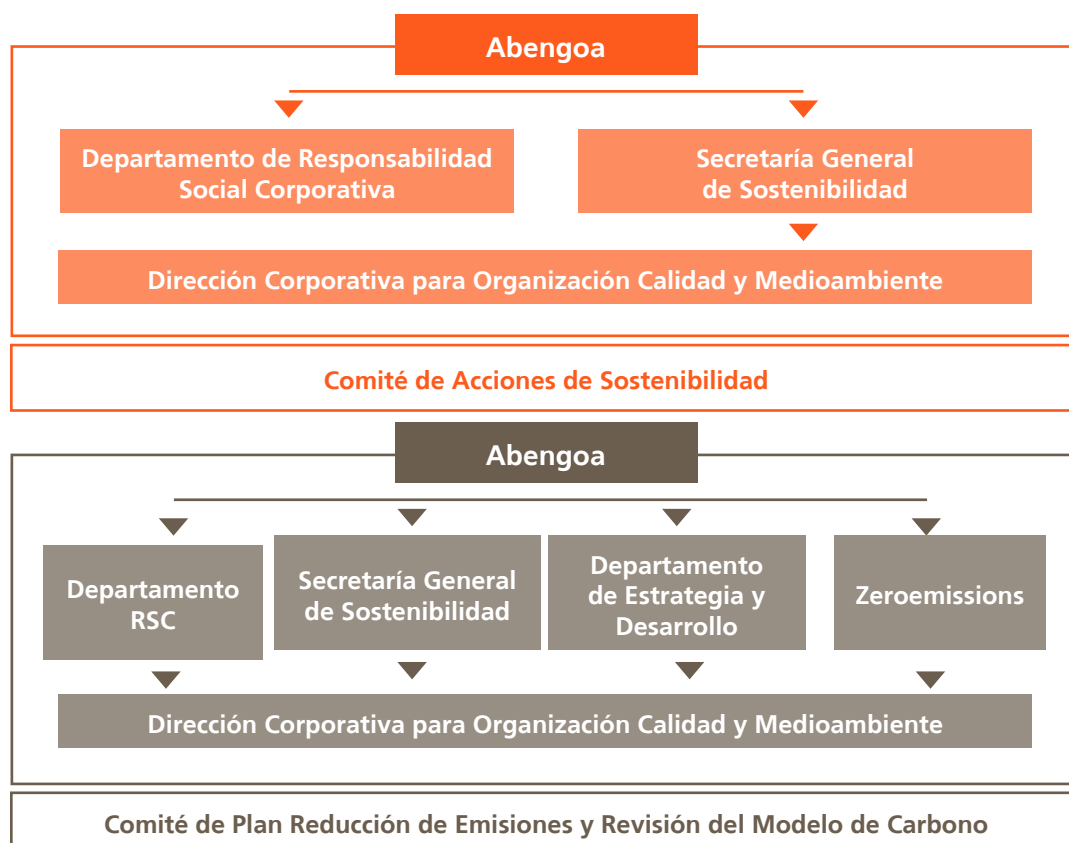 Abengoa
Departamento de Responsabilidad
Social Corporativa
Secretaría General
de Sostenibilidad
Dirección Corporativa para Organización Calidad y Medioambiente
Comité de Acciones de Sostenibilidad
Abengoa
Departamento
RSC
Secretaría General
de Sostenibilidad
Departamento
de Estrategia y
Desarrollo
Zeroemissions
Dirección Corporativa para Organización Calidad y Medioambiente
Comité de Plan Reducción de Emisiones y Revisión del Modelo de Carbono